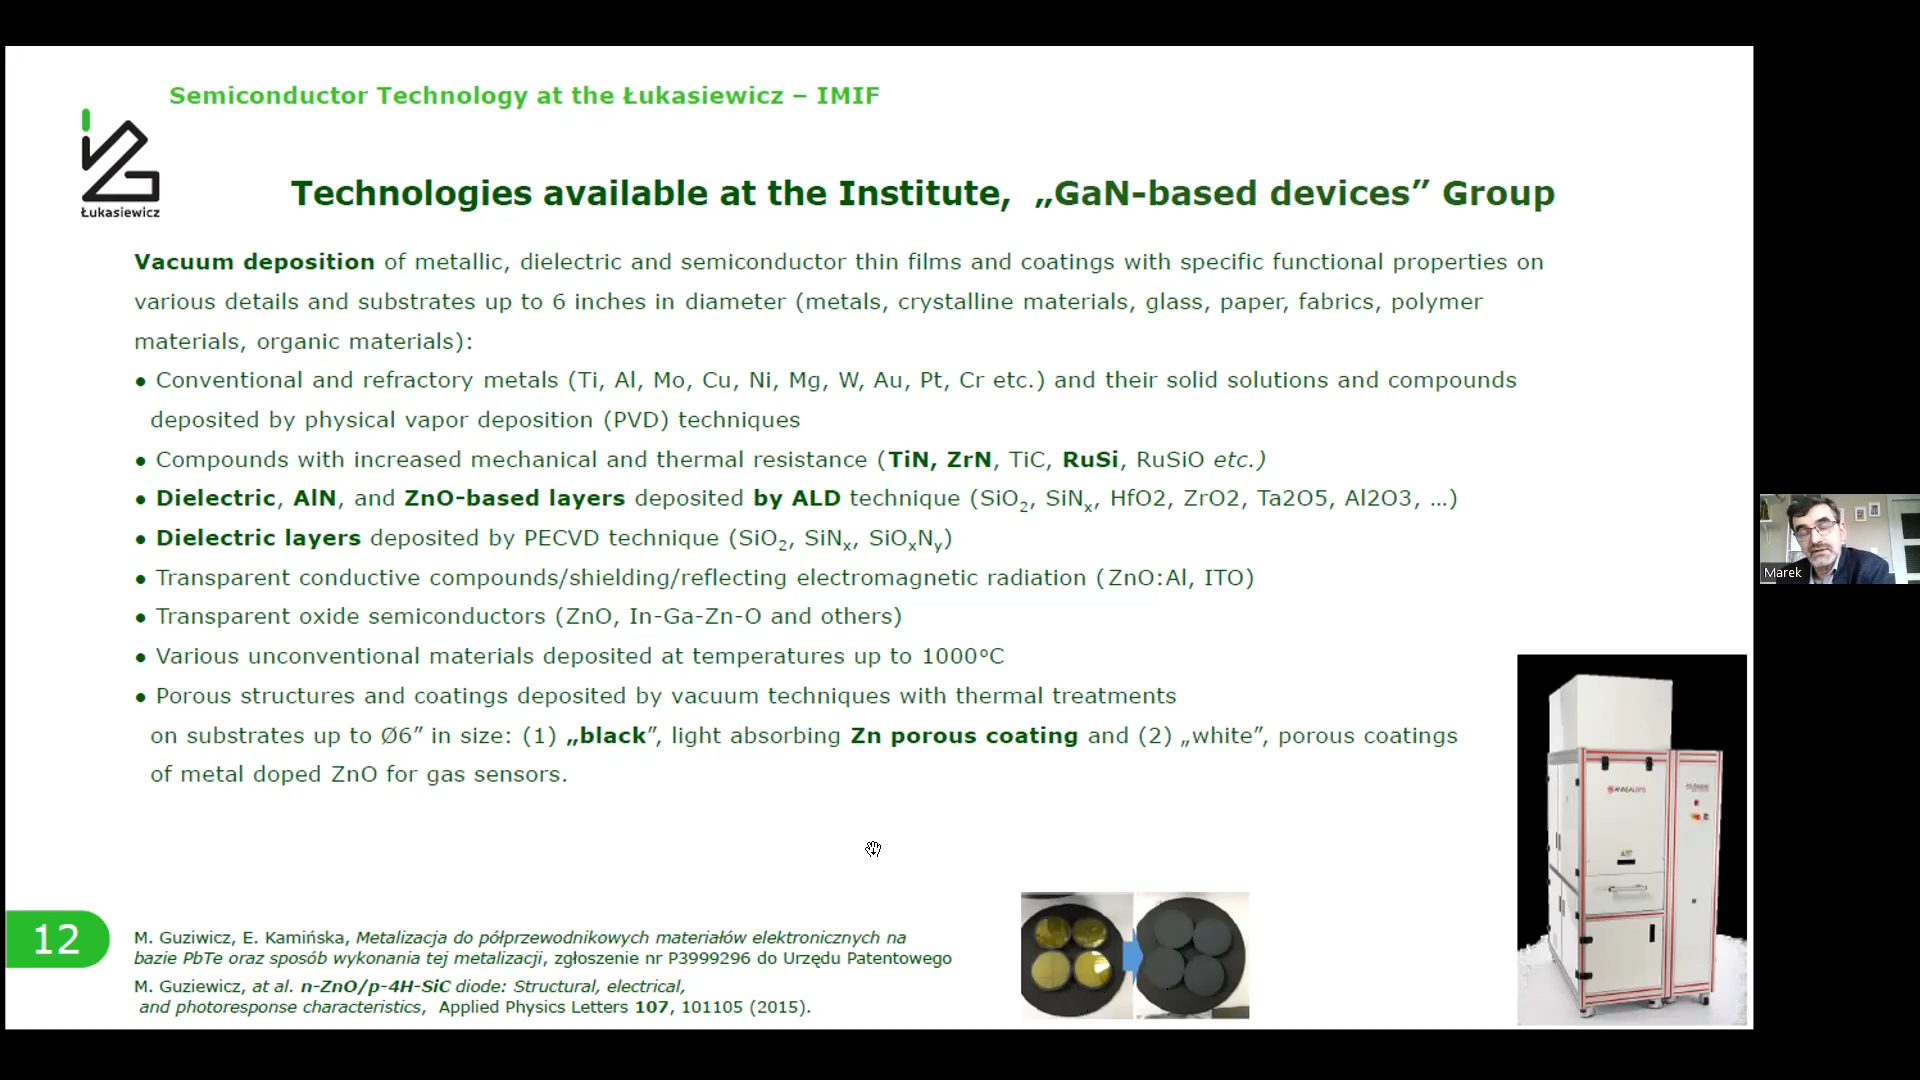 Semiconductor Technology at the Łukasiewicz – IMIF
Łukasiewicz
Technologies available at the Institute, „GaN-based devices” Group
Vacuum deposition of metallic, dielectric and semiconductor thin films and coatings with specific functional properties on
various details and substrates up to 6 inches in diameter (metals, crystalline materials, glass, paper, fabrics, polymer
materials, organic materials):
● Conventional and refractory metals (Ti, Al, Mo, Cu, Ni, Mg, W, Au, Pt, Cr etc.) and their solid solutions and compounds
deposited by physical vapor deposition (PVD) techniques
● Compounds with increased mechanical and thermal resistance (TiN, ZrN, TiC, RuSi, RuSiO etc.)
● Dielectric, AlN, and ZnO-based layers deposited by ALD technique (SiO₂, SiNₓ, HfO2, ZrO2, Ta2O5, Al2O3, …)
● Dielectric layers deposited by PECVD technique (SiO₂, SiNₓ, SiOₓNᵧ)
● Transparent conductive compounds/shielding/reflecting electromagnetic radiation (ZnO:Al, ITO)
● Transparent oxide semiconductors (ZnO, In-Ga-Zn-O and others)
● Various unconventional materials deposited at temperatures up to 1000°C
● Porous structures and coatings deposited by vacuum techniques with thermal treatments
on substrates up to Ø6” in size: (1) „black”, light absorbing Zn porous coating and (2) „white”, porous coatings
of metal doped ZnO for gas sensors.
12
M. Guziwicz, E. Kamińska, Metalizacja do półprzewodnikowych materiałów elektronicznych na
bazie PbTe oraz sposób wykonania tej metalizacji, zgłoszenie nr P3999296 do Urzędu Patentowego
M. Guziewicz, at al. n-ZnO/p-4H-SiC diode: Structural, electrical,
and photoresponse characteristics, Applied Physics Letters 107, 101105 (2015).
ANNEALSYS
Marek